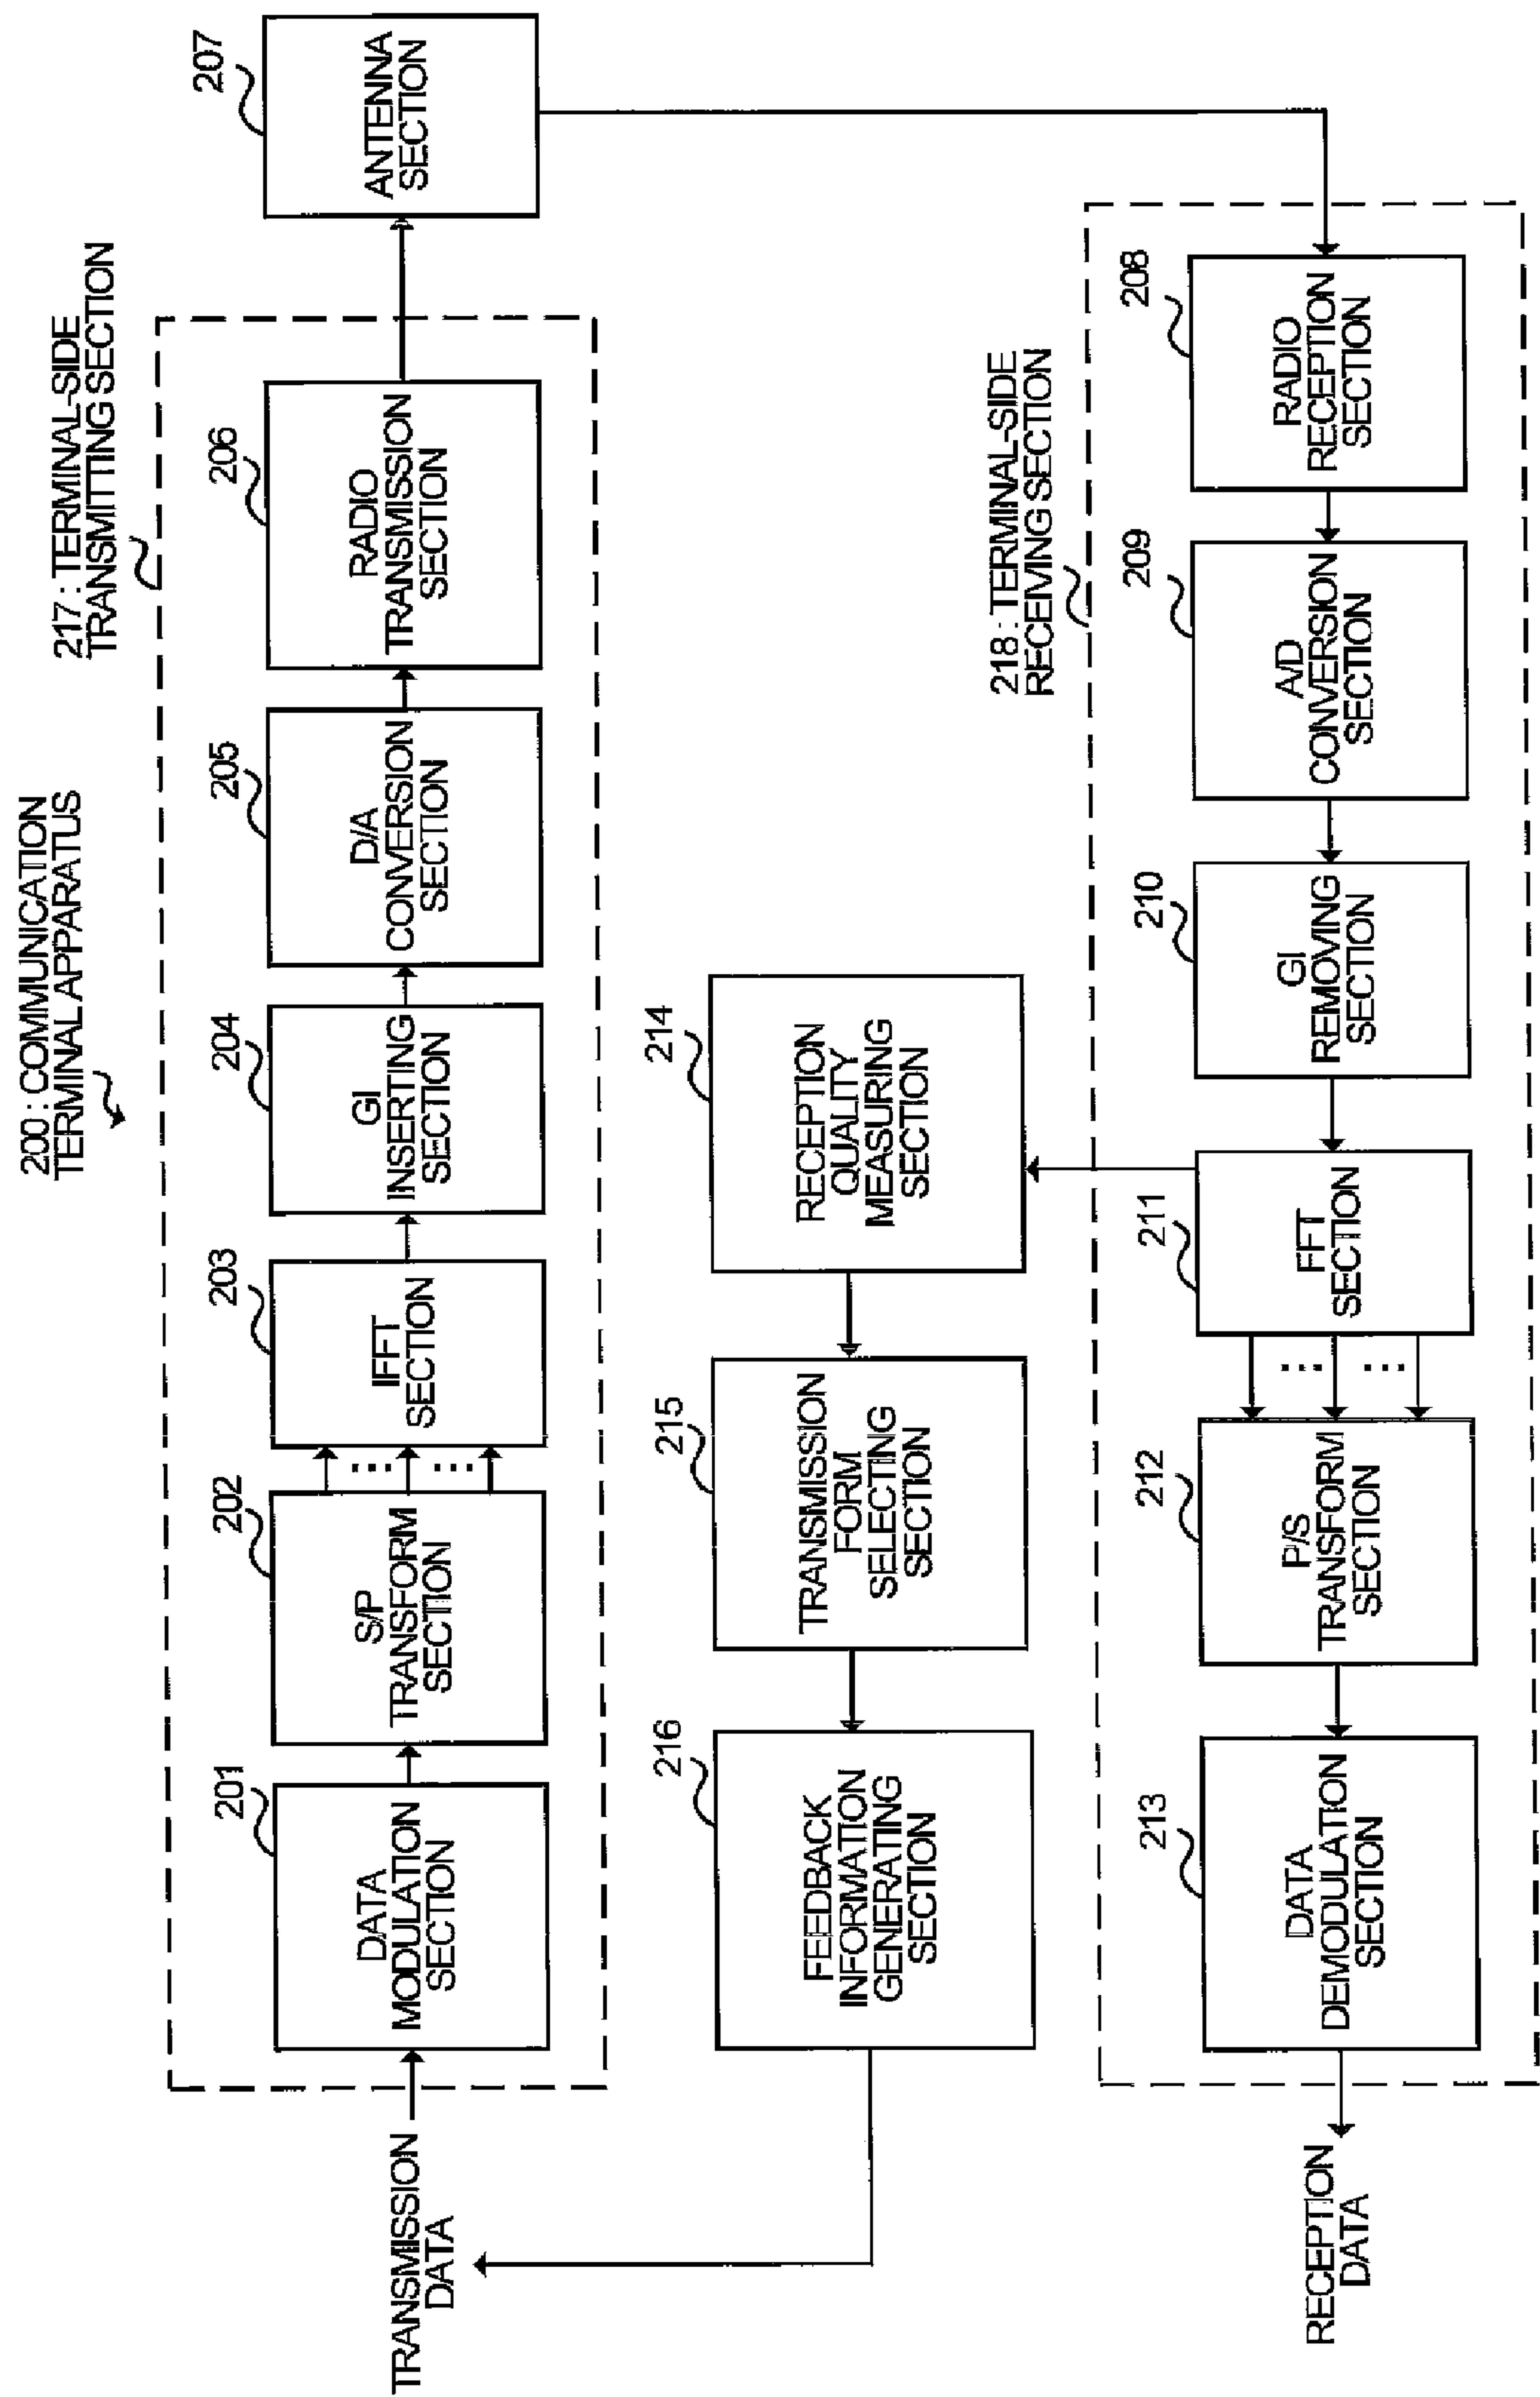 200 : COMMUNICATION
TERMINAL APPARATUS
217 : TERMINAL-SIDE
TRANSMITTING SECTION
TRANSMISSION
DATA
201
DATA
MODULATION
SECTION
202
S/P
TRANSFORM
SECTION
203
IFFT
SECTION
204
GI
INSERTING
SECTION
205
D/A
CONVERSION
SECTION
206
RADIO
TRANSMISSION
SECTION
207
ANTENNA
SECTION
216
FEEDBACK
INFORMATION
GENERATING
SECTION
215
TRANSMISSION
FORM
SELECTING
SECTION
214
RECEPTION
QUALITY
MEASURING
SECTION
218 : TERMINAL-SIDE
RECEIVING SECTION
RECEPTION
DATA
213
DATA
DEMODULATION
SECTION
212
P/S
TRANSFORM
SECTION
211
FFT
SECTION
210
GI
REMOVING
SECTION
209
A/D
CONVERSION
SECTION
208
RADIO
RECEPTION
SECTION